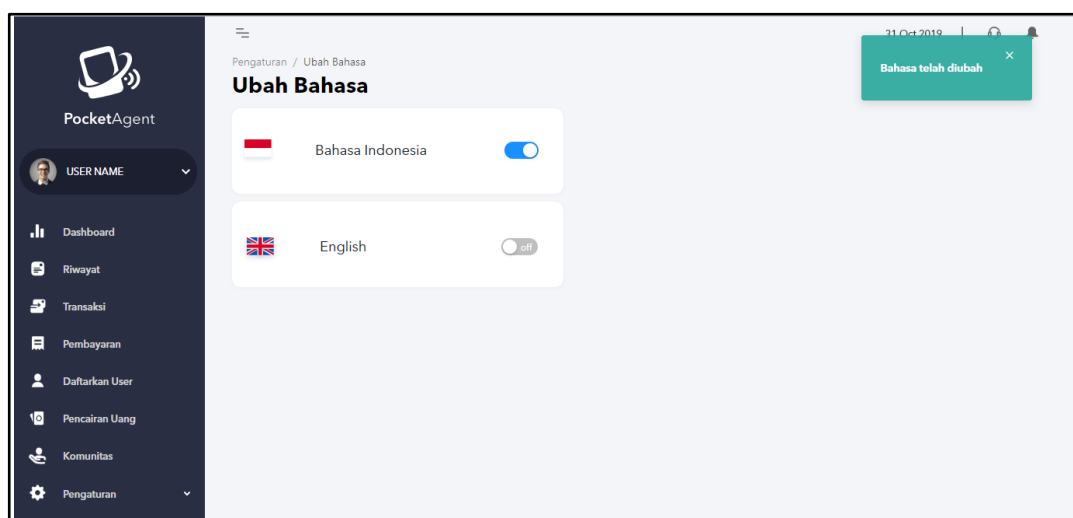 PocketAgent
USER NAME
Dashboard
Riwayat
Transaksi
Pembayaran
Daftarkan User
Pencairan Uang
Komunitas
Pengaturan
31 Oct 2019
Pengaturan / Ubah Bahasa
Ubah Bahasa
Bahasa telah diubah
Bahasa Indonesia
English
off